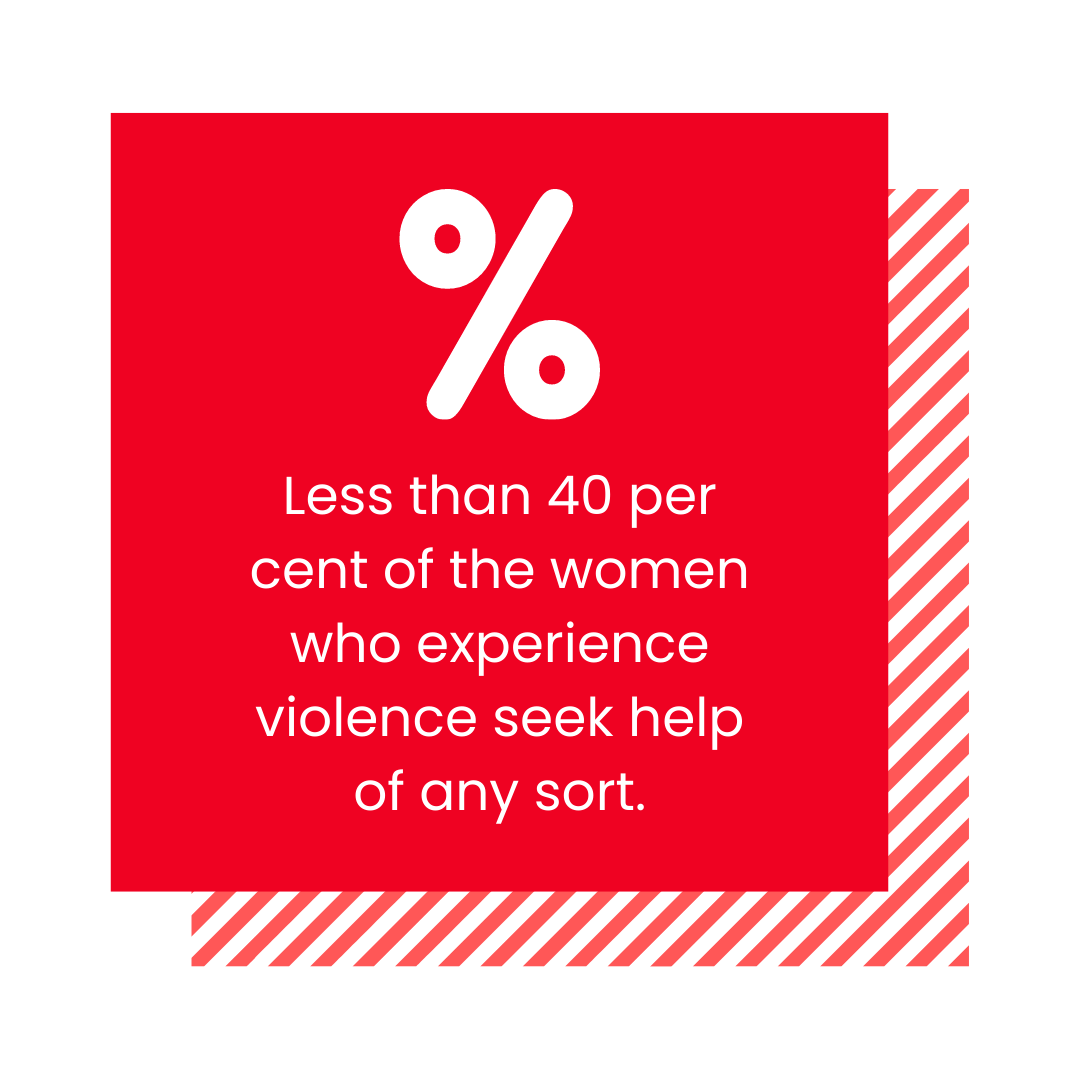 %
Less than 40 per
cent of the women
who experience
violence seek help
of any sort.